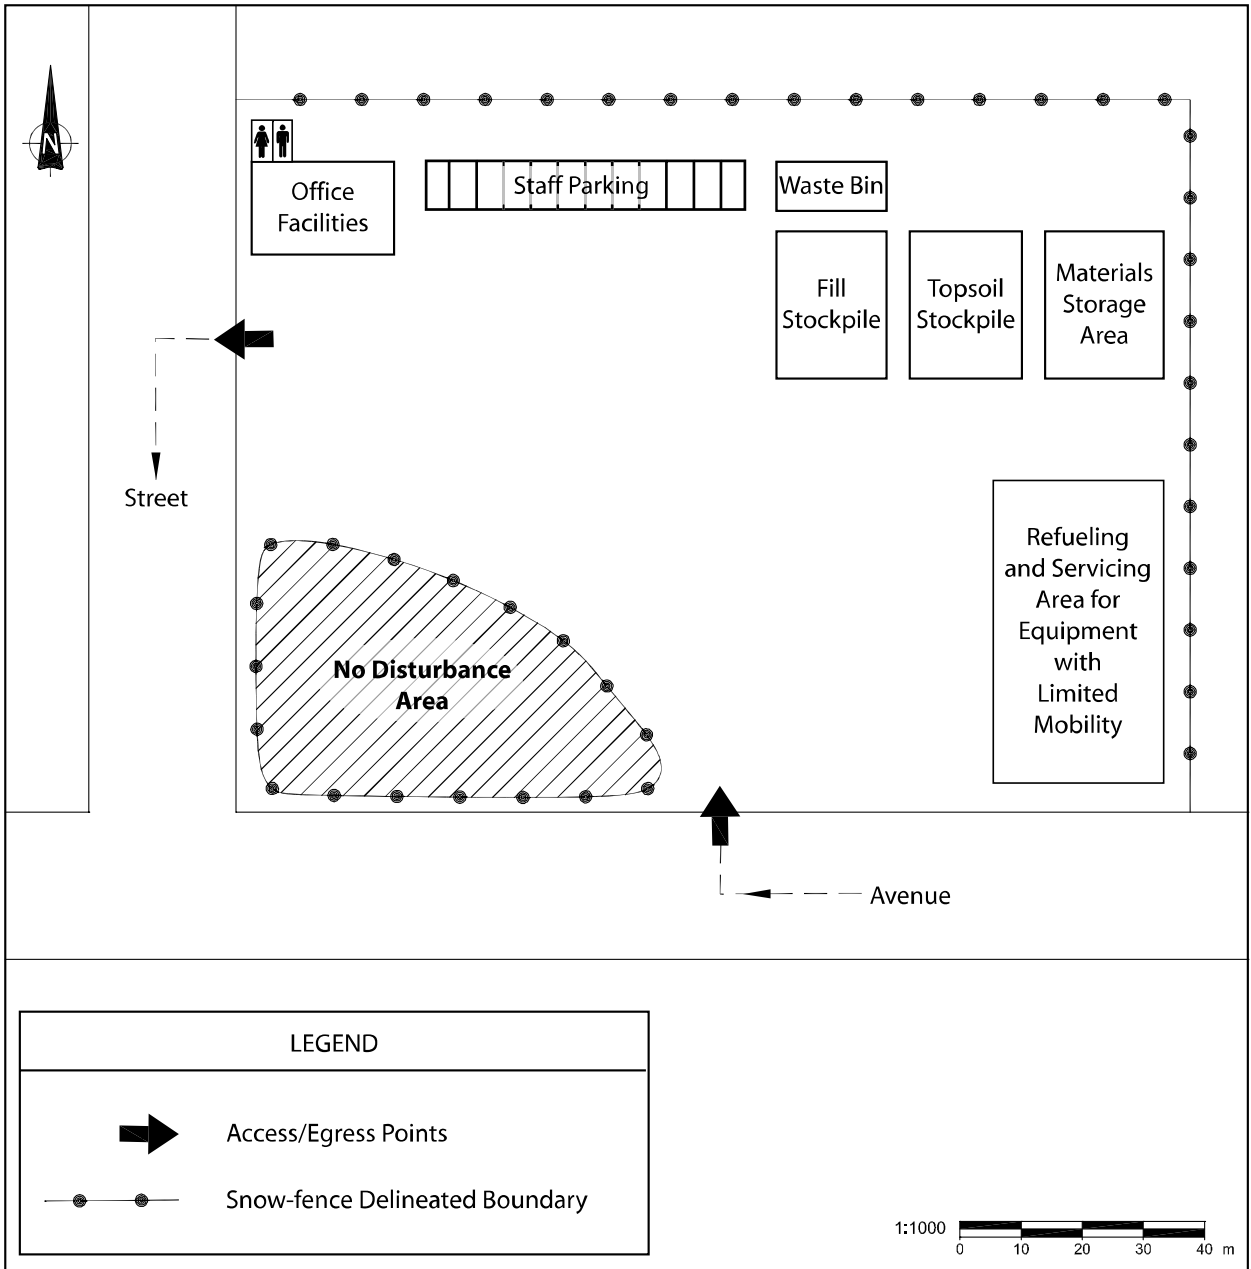 N
Office
Facilities
Staff Parking
Waste Bin
Fill
Stockpile
Topsoil
Stockpile
Materials
Storage
Area
Street
Refueling
and Servicing
Area for
Equipment
with
Limited
Mobility
No Disturbance
Area
Avenue
LEGEND
Access/Egress Points
Snow-fence Delineated Boundary
1:1000
0 10 20 30 40 m